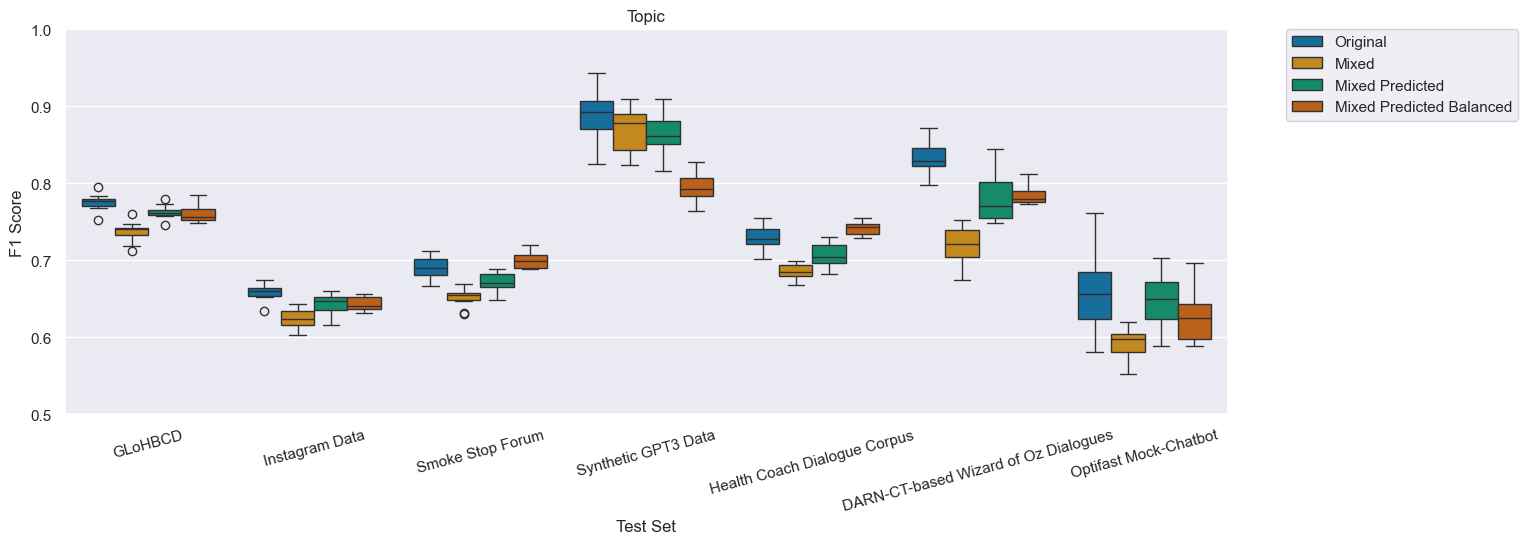 Topic
F1 Score
1.0
0.9
0.8
0.7
0.6
0.5
GLoHBCD
Instagram Data
Smoke Stop Forum
Synthetic GPT3 Data
Health Coach Dialogue Corpus
DARN-CT-based Wizard of Oz Dialogues
Optifast Mock-Chatbot
Test Set
Original
Mixed
Mixed Predicted
Mixed Predicted Balanced